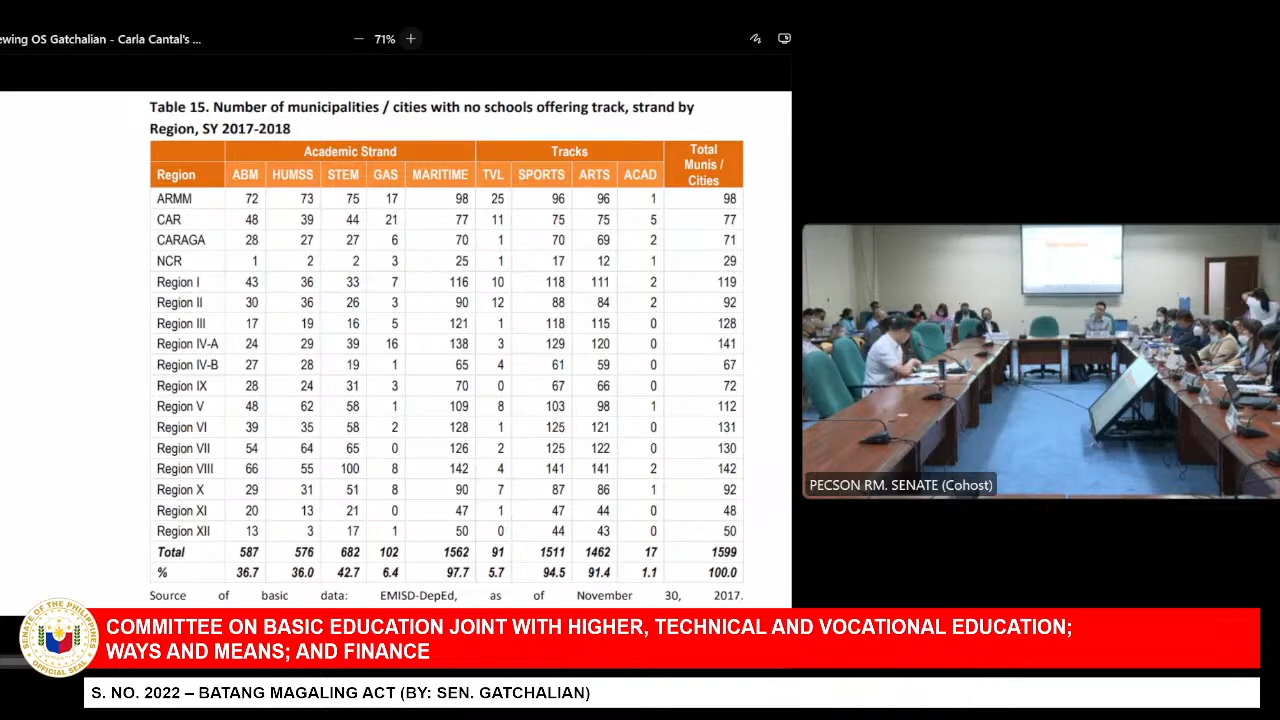 ewing OS Gatchalian - Carla Cantal's ...
71%
Table 15. Number of municipalities / cities with no schools offering track, strand by
Region, SY 2017-2018
Academic Strand Tracks Total Munis / Cities
Region ABM HUMSS STEM GAS MARITIME TVL SPORTS ARTS ACAD
ARMM 72 73 75 17 98 25 96 96 1 98
CAR 48 39 44 21 77 11 75 75 5 77
CARAGA 28 27 27 6 70 1 70 69 2 71
NCR 1 2 2 3 25 1 17 12 1 29
Region I 43 36 33 7 116 10 118 111 2 119
Region II 30 36 26 3 90 12 88 84 2 92
Region III 17 19 16 5 121 1 118 115 0 128
Region IV-A 24 29 39 16 138 3 129 120 0 141
Region IV-B 27 28 19 1 65 4 61 59 0 67
Region IX 28 24 31 3 70 0 67 66 0 72
Region V 48 62 58 1 109 8 103 98 1 112
Region VI 39 35 58 2 128 1 125 121 0 131
Region VII 54 64 65 0 126 2 125 122 0 130
Region VIII 66 55 100 8 142 4 141 141 2 142
Region X 29 31 51 8 90 7 87 86 1 92
Region XI 20 13 21 0 47 1 47 44 0 48
Region XII 13 3 17 1 50 0 44 43 0 50
Total 587 576 682 102 1562 91 1511 1462 17 1599
% 36.7 36.0 42.7 6.4 97.7 5.7 94.5 91.4 1.1 100.0
Source of basic data: EMISD-DepEd, as of November 30, 2017.
PECSON RM. SENATE (Cohost)
SENATE OF THE PHILIPPINES
OFFICIAL SEAL
COMMITTEE ON BASIC EDUCATION JOINT WITH HIGHER, TECHNICAL AND VOCATIONAL EDUCATION;
WAYS AND MEANS; AND FINANCE
S. NO. 2022 – BATANG MAGALING ACT (BY: SEN. GATCHALIAN)